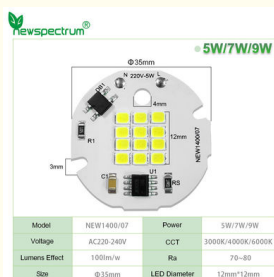 Newspectrum®
5W/7W/9W
Φ35mm
N 220V-5W L
DB1
4mm
12mm
R1
NEW1400/07
3mm
C1
U1
RS
Model NEW1400/07 Power 5W/7W/9W
Voltage AC220-240V CCT 3000K/4000K/6000K
Lumens Effect 100lm/w Ra 70~80
Size Φ35mm LED Diameter 12mm*12mm